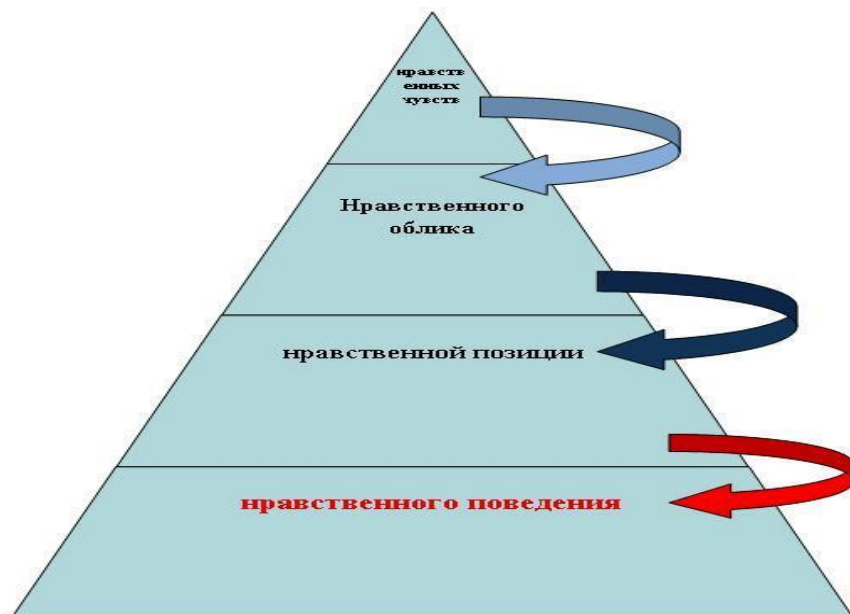 нравств
енных
чувств
Нравственного
облика
нравственной позиции
нравственного поведения